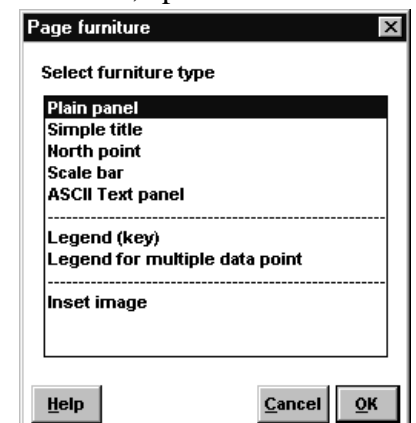 Page furniture
Select furniture type
Plain panel
Simple title
North point
Scale bar
ASCII Text panel
Legend (key)
Legend for multiple data point
Inset image
Help Cancel OK